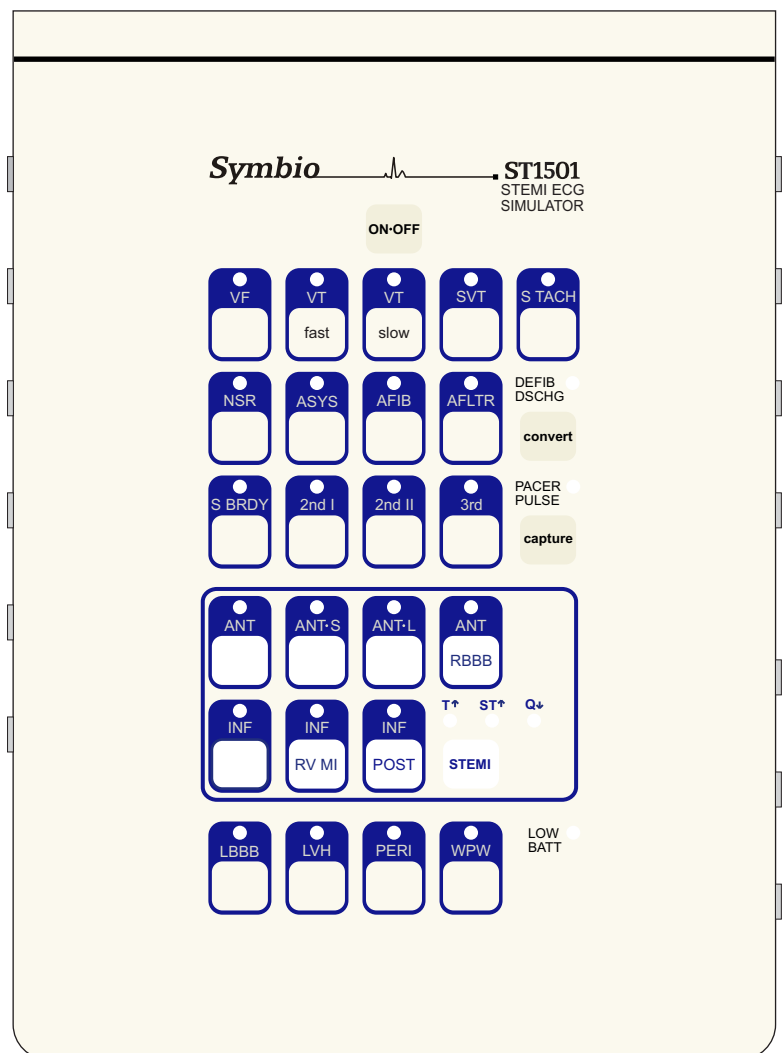 Symbio ST1501
STEMI ECG
SIMULATOR
ON•OFF
VF VT VT SVT S TACH
fast slow
NSR ASYS AFIB AFLTR DEFIB
DSCHG
convert
S BRDY 2nd I 2nd II 3rd PACER
PULSE
capture
ANT ANT•S ANT•L ANT
RBBB
T↑ ST↑ Q↓
INF INF INF
RV MI POST STEMI
LBBB LVH PERI WPW LOW
BATT